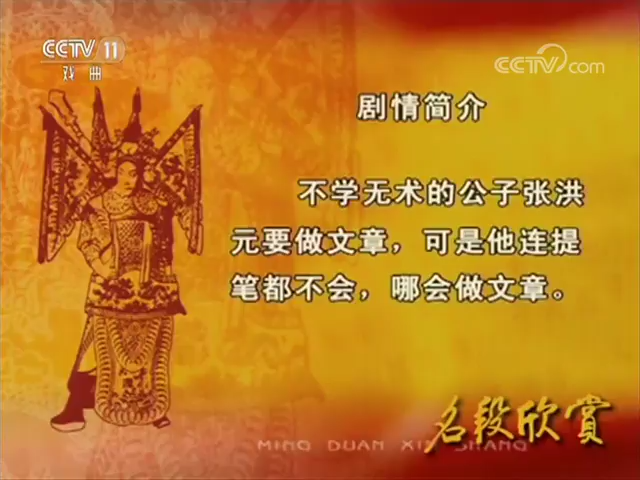 CCTV 11
戏曲
CCTV.com
剧情简介
不学无术的公子张洪
元要做文章，可是他连提
笔都不会，哪会做文章。
名段欣赏
MING DUAN XIN SHANG